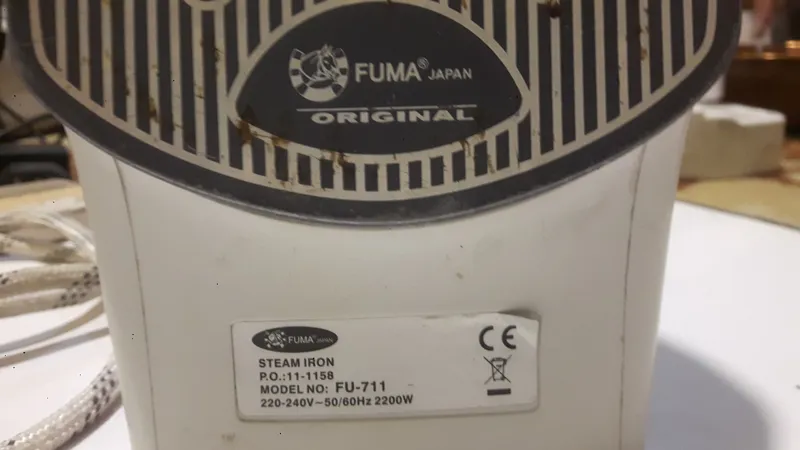 FUMA® JAPAN
ORIGINAL
FUMA® JAPAN
CE
STEAM IRON
P.O.:11-1158
MODEL NO: FU-711
220-240V~50/60Hz 2200W